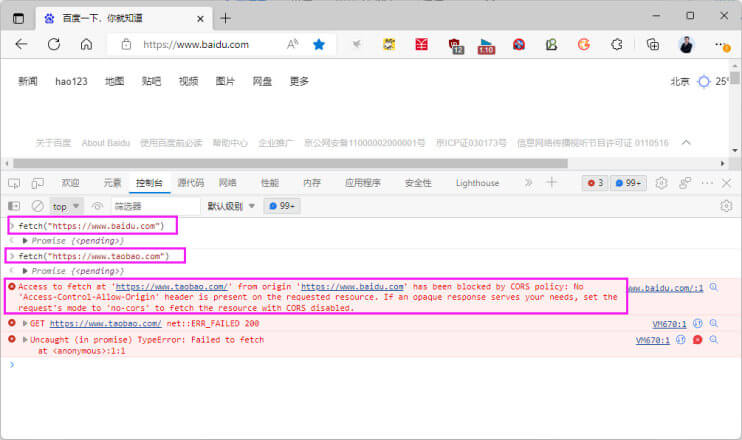 百度一下，你就知道
https://www.baidu.com
12
1.10
新闻 hao123 地图 贴吧 视频 图片 网盘 更多
北京 25°
关于百度 About Baidu 使用百度前必读 帮助中心 企业推广 京公网安备11000002000001号 京ICP证030173号 信息网络传播视听节目许可证 0110516
欢迎 元素 控制台 源代码 网络 性能 内存 应用程序 安全性 Lighthouse
3 99+
top 筛选器 默认级别 99+
fetch("https://www.baidu.com")
Promise {<pending>}
fetch("https://www.taobao.com")
Promise {<pending>}
Access to fetch at 'https://www.taobao.com/' from origin 'https://www.baidu.com' has been blocked by CORS policy: No www.baidu.com/:1
'Access-Control-Allow-Origin' header is present on the requested resource. If an opaque response serves your needs, set the
request's mode to 'no-cors' to fetch the resource with CORS disabled.
GET https://www.taobao.com/ net::ERR_FAILED 200 VM670:1
Uncaught (in promise) TypeError: Failed to fetch VM670:1
at <anonymous>:1:1